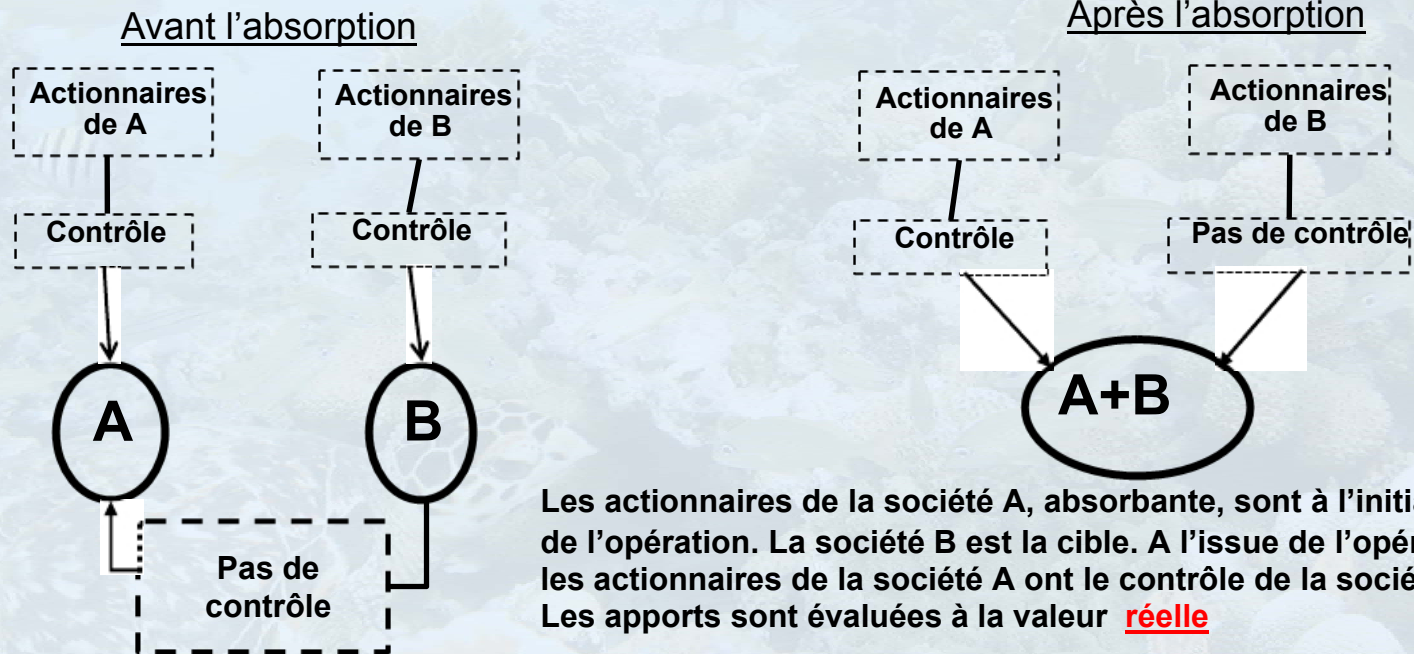 Avant l’absorption
Actionnaires
de A
Actionnaires
de B
Contrôle
Contrôle
A
B
Pas de
contrôle
Après l’absorption
Actionnaires
de A
Actionnaires
de B
Contrôle
Pas de contrôle
A+B
Les actionnaires de la société A, absorbante, sont à l’initia
de l’opération. La société B est la cible. A l’issue de l’opér
les actionnaires de la société A ont le contrôle de la socié
Les apports sont évaluées à la valeur réelle